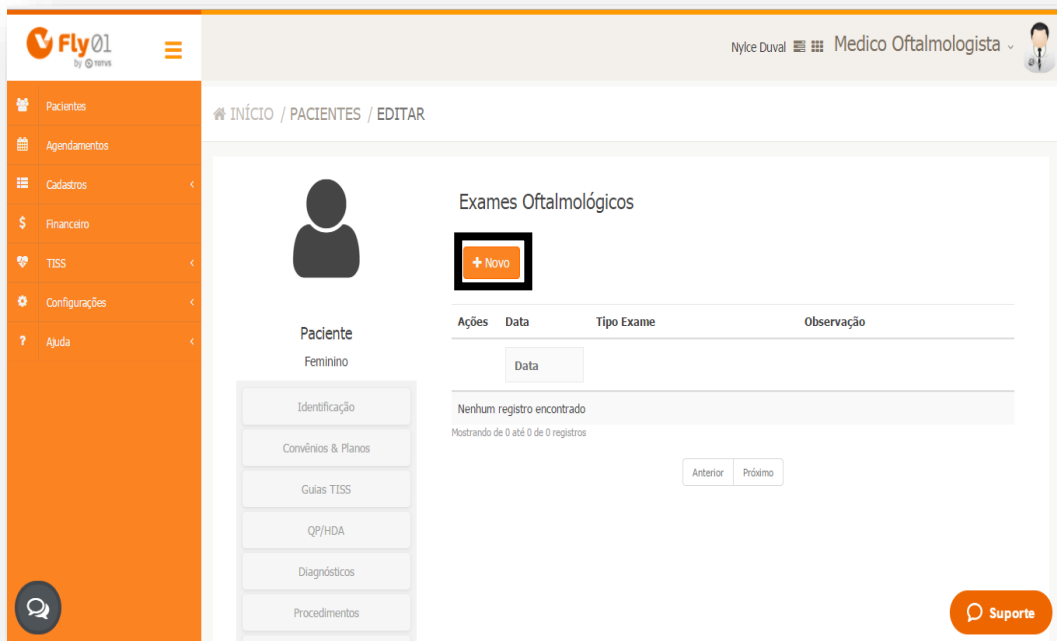 Fly01
by TOTVS
Nylce Duval
Medico Oftalmologista
Pacientes
Agendamentos
Cadastros
Financeiro
TISS
Configurações
Ajuda
INÍCIO / PACIENTES / EDITAR
Paciente
Feminino
Identificação
Convênios & Planos
Guias TISS
QP/HDA
Diagnósticos
Procedimentos
Exames Oftalmológicos
+ Novo
Ações Data Tipo Exame Observação
Data
Nenhum registro encontrado
Mostrando de 0 até 0 de 0 registros
Anterior Próximo
Suporte